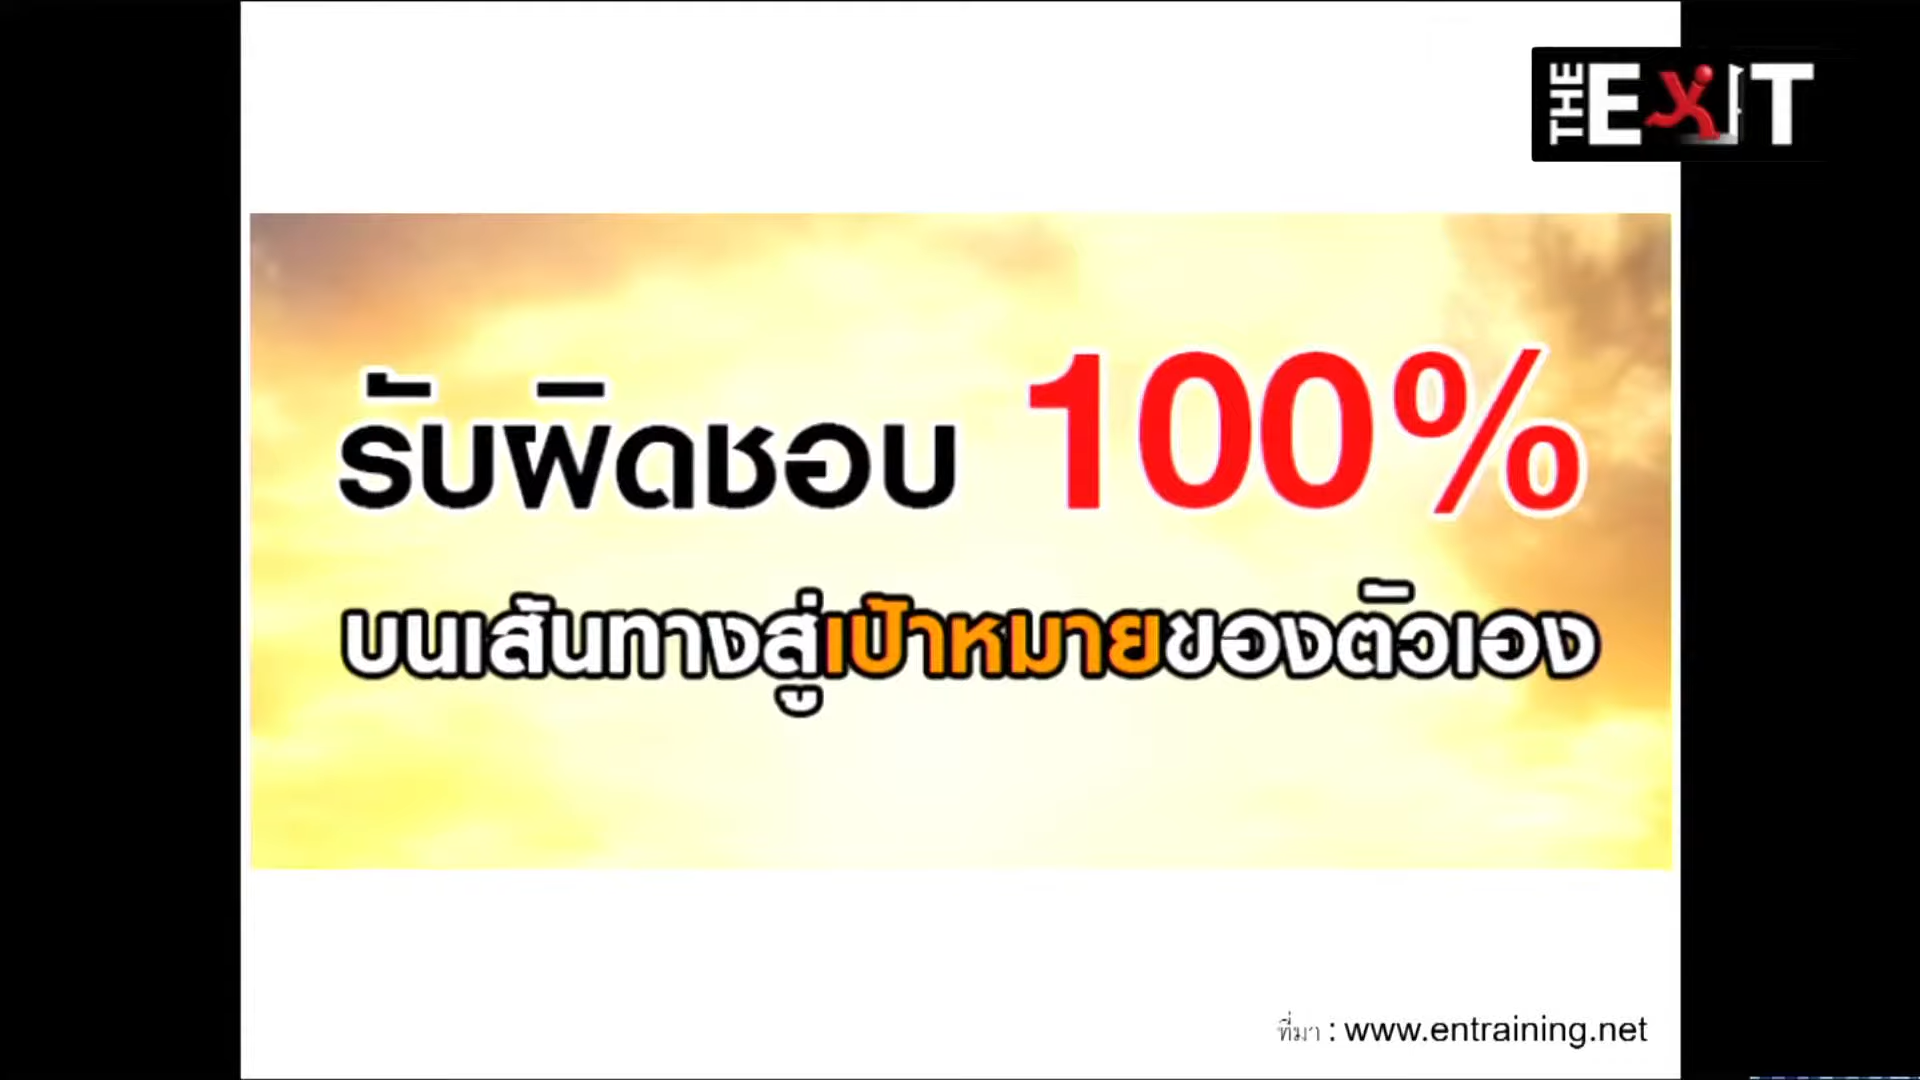 THE EXIT
รับผิดชอบ 100%
บนเส้นทางสู่เป้าหมายของตัวเอง
ที่มา : www.entraining.net